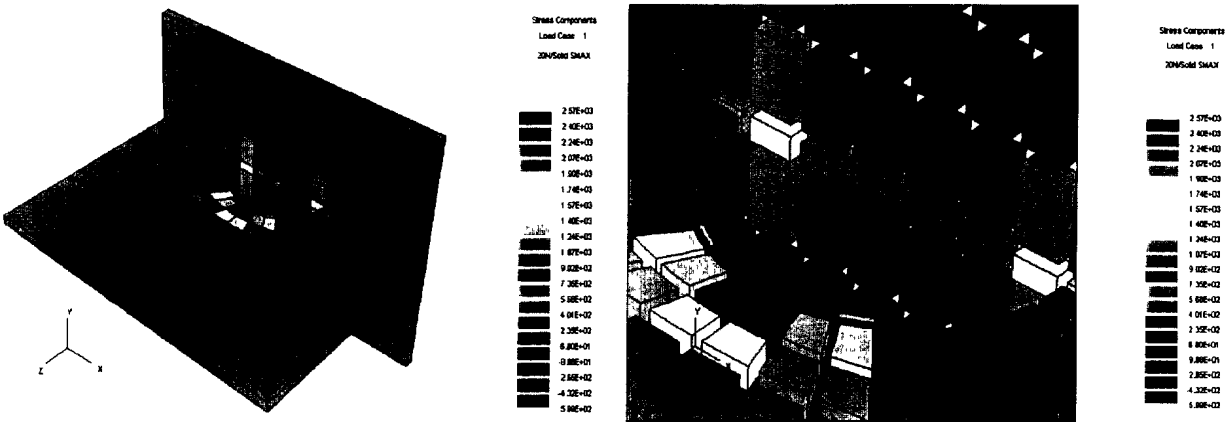 Stress Components
Load Case 1
20N/Solid SMAX
2.57E+03
2.40E+03
2.24E+03
2.07E+03
1.90E+03
1.74E+03
1.57E+03
1.40E+03
1.24E+03
1.07E+03
9.02E+02
7.35E+02
5.68E+02
4.01E+02
2.35E+02
6.80E+01
-9.88E+01
2.65E+02
-4.32E+02
5.99E+02
Y
Z
X
Stress Components
Load Case 1
20N/Solid SMAX
2.57E+03
2.40E+03
2.24E+03
2.07E+03
1.90E+03
1.74E+03
1.57E+03
1.40E+03
1.24E+03
1.07E+03
9.02E+02
7.35E+02
5.68E+02
4.01E+02
2.35E+02
6.80E+01
9.88E+01
2.65E+02
-4.32E+02
5.99E+02
Y